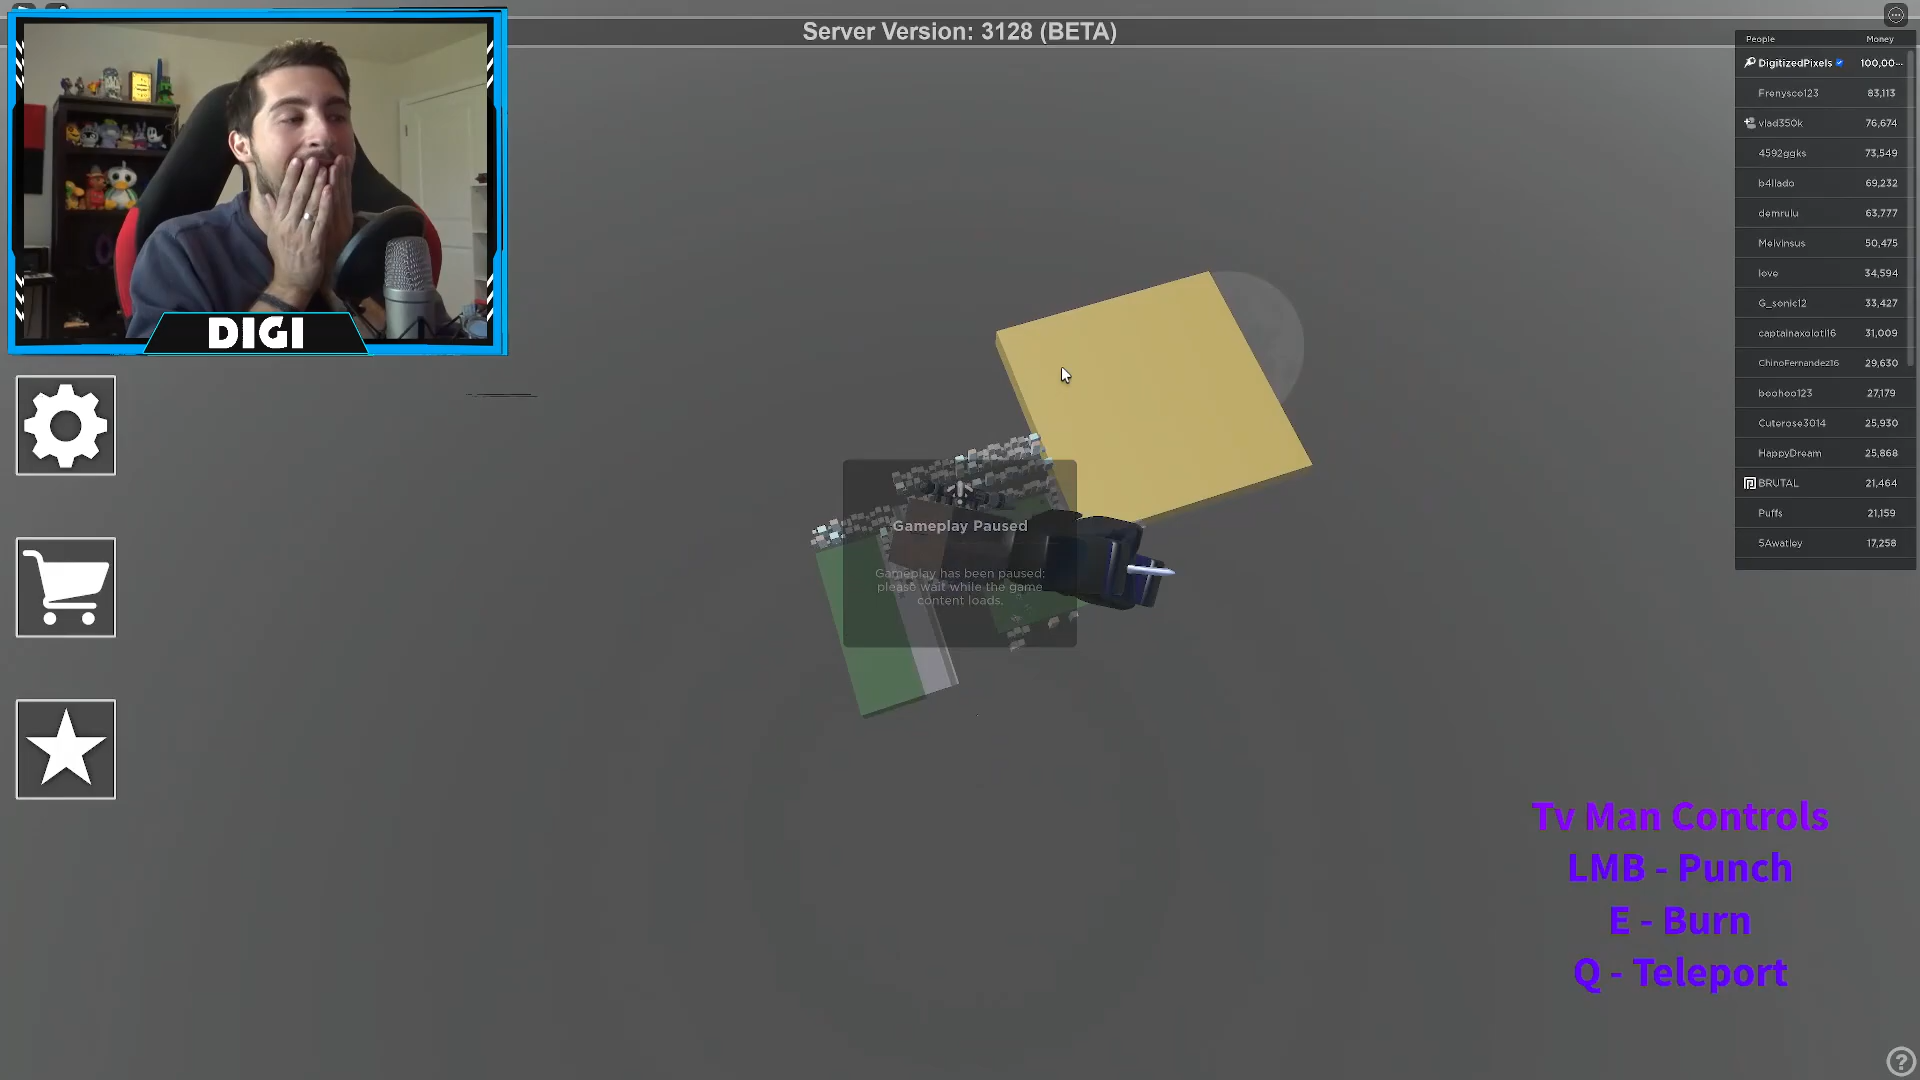 Server Version: 3128 (BETA)
DIGI
People Money
DigitizedPixels 100,00...
Frenysco123 83,113
vlad350k 76,674
4592ggks 73,549
b4llado 69,232
demrulu 63,777
Melvinsus 50,475
love 34,594
G_sonic12 33,427
captainaxolotl16 31,009
ChinoFernandez16 29,630
boohoo123 27,179
Cuterose3014 25,930
HappyDream 25,868
BRUTAL 21,464
Puffs 21,159
5Awatley 17,258
Gameplay Paused
Gameplay has been paused:
please wait while the game
content loads.
Tv Man Controls
LMB - Punch
E - Burn
Q - Teleport
?